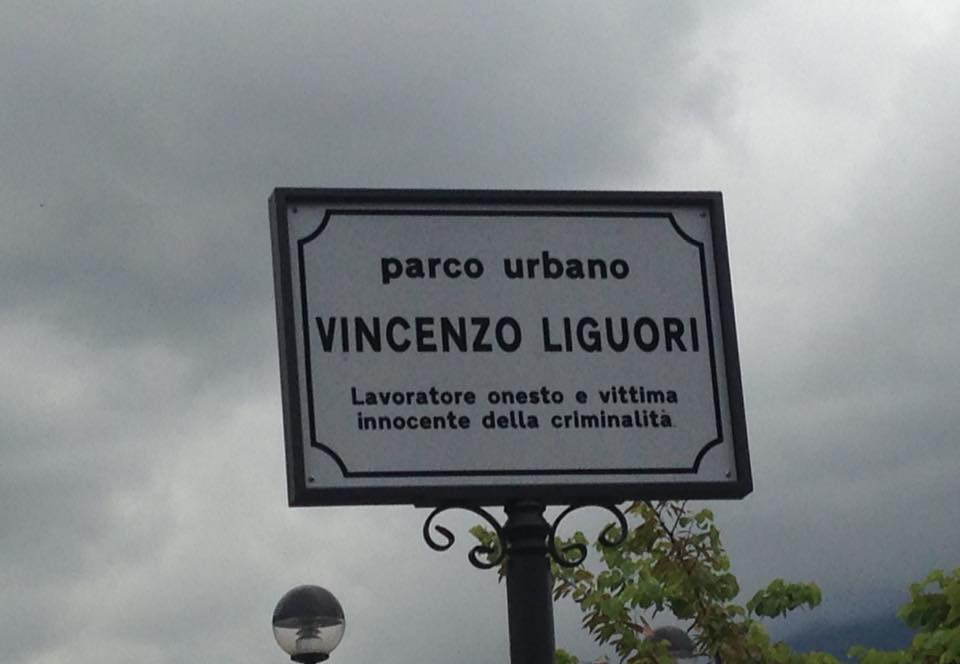 parco urbano
VINCENZO LIGUORI
Lavoratore onesto e vittima
innocente della criminalità